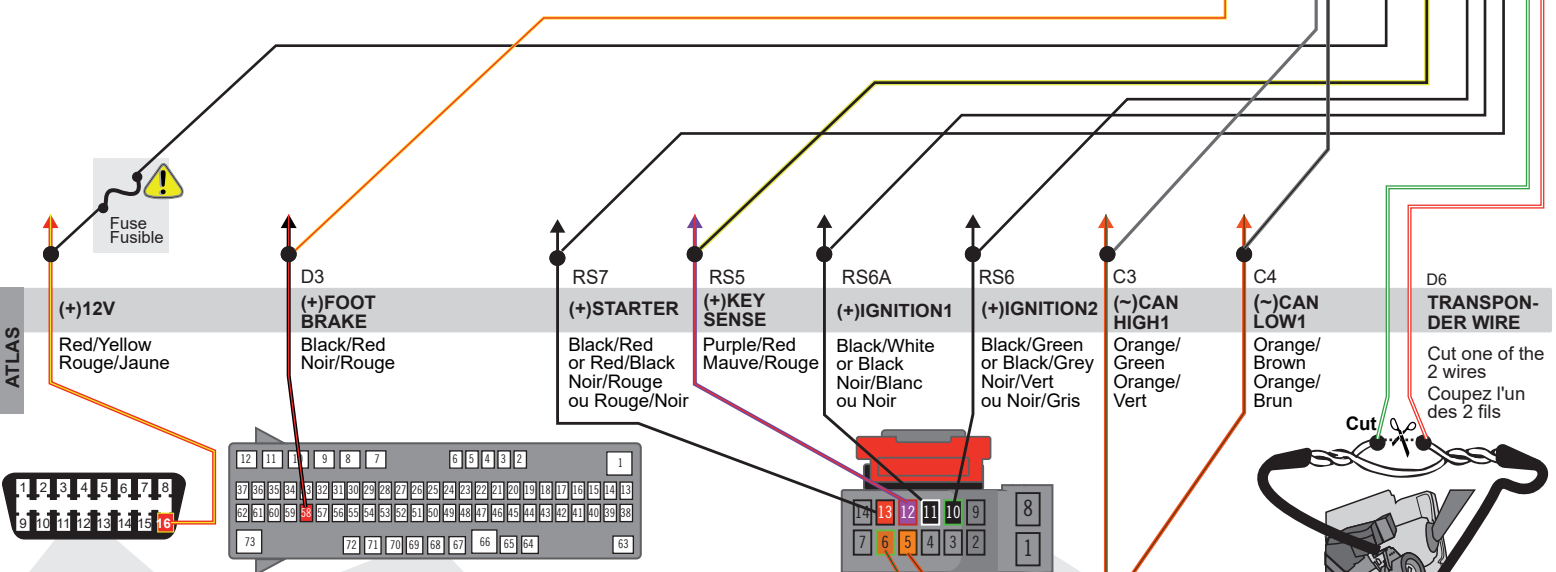 Fuse
Fusible
D3
RS7
RS5
RS6A
RS6
C3
C4
D6
ATLAS
(+)12V
(+)FOOT
BRAKE
(+)STARTER
(+)KEY
SENSE
(+)IGNITION1
(+)IGNITION2
(~)CAN
HIGH1
(~)CAN
LOW1
TRANSPON-
DER WIRE
Red/Yellow
Rouge/Jaune
Black/Red
Noir/Rouge
Black/Red
or Red/Black
Noir/Rouge
ou Rouge/Noir
Purple/Red
Mauve/Rouge
Black/White
or Black
Noir/Blanc
ou Noir
Black/Green
or Black/Grey
Noir/Vert
ou Noir/Gris
Orange/
Green
Orange/
Vert
Orange/
Brown
Orange/
Brun
Cut one of the
2 wires
Coupez l'un
des 2 fils
Cut
1 2 3 4 5 6 7 8
9 10 11 12 13 14 15 16
12 11 10 9 8 7 6 5 4 3 2 1
37 36 35 34 33 32 31 30 29 28 27 26 25 24 23 22 21 20 19 18 17 16 15 14 13
62 61 60 59 58 57 56 55 54 53 52 51 50 49 48 47 46 45 44 43 42 41 40 39 38
73 72 71 70 69 68 67 66 65 64 63
14 13 12 11 10 9 8
7 6 5 4 3 2 1